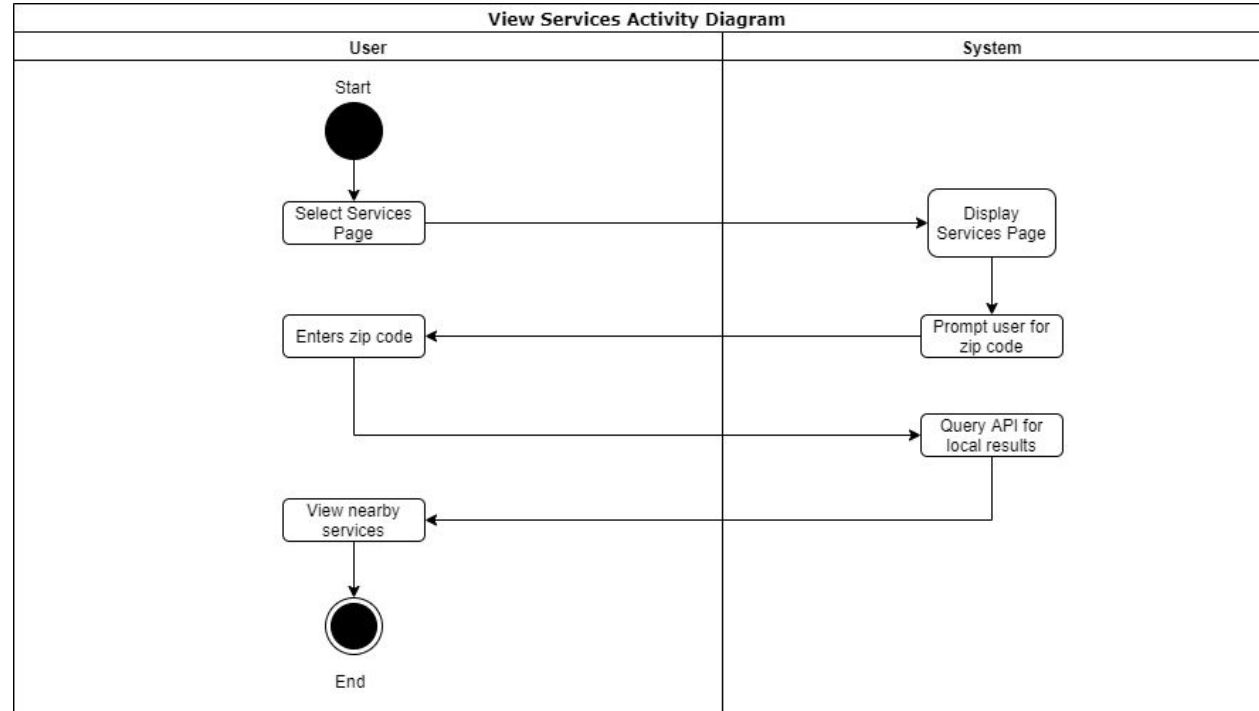 View Services Activity Diagram
User
System
Start
Select Services
Page
Display
Services Page
Prompt user for
zip code
Enters zip code
Query API for
local results
View nearby
services
End